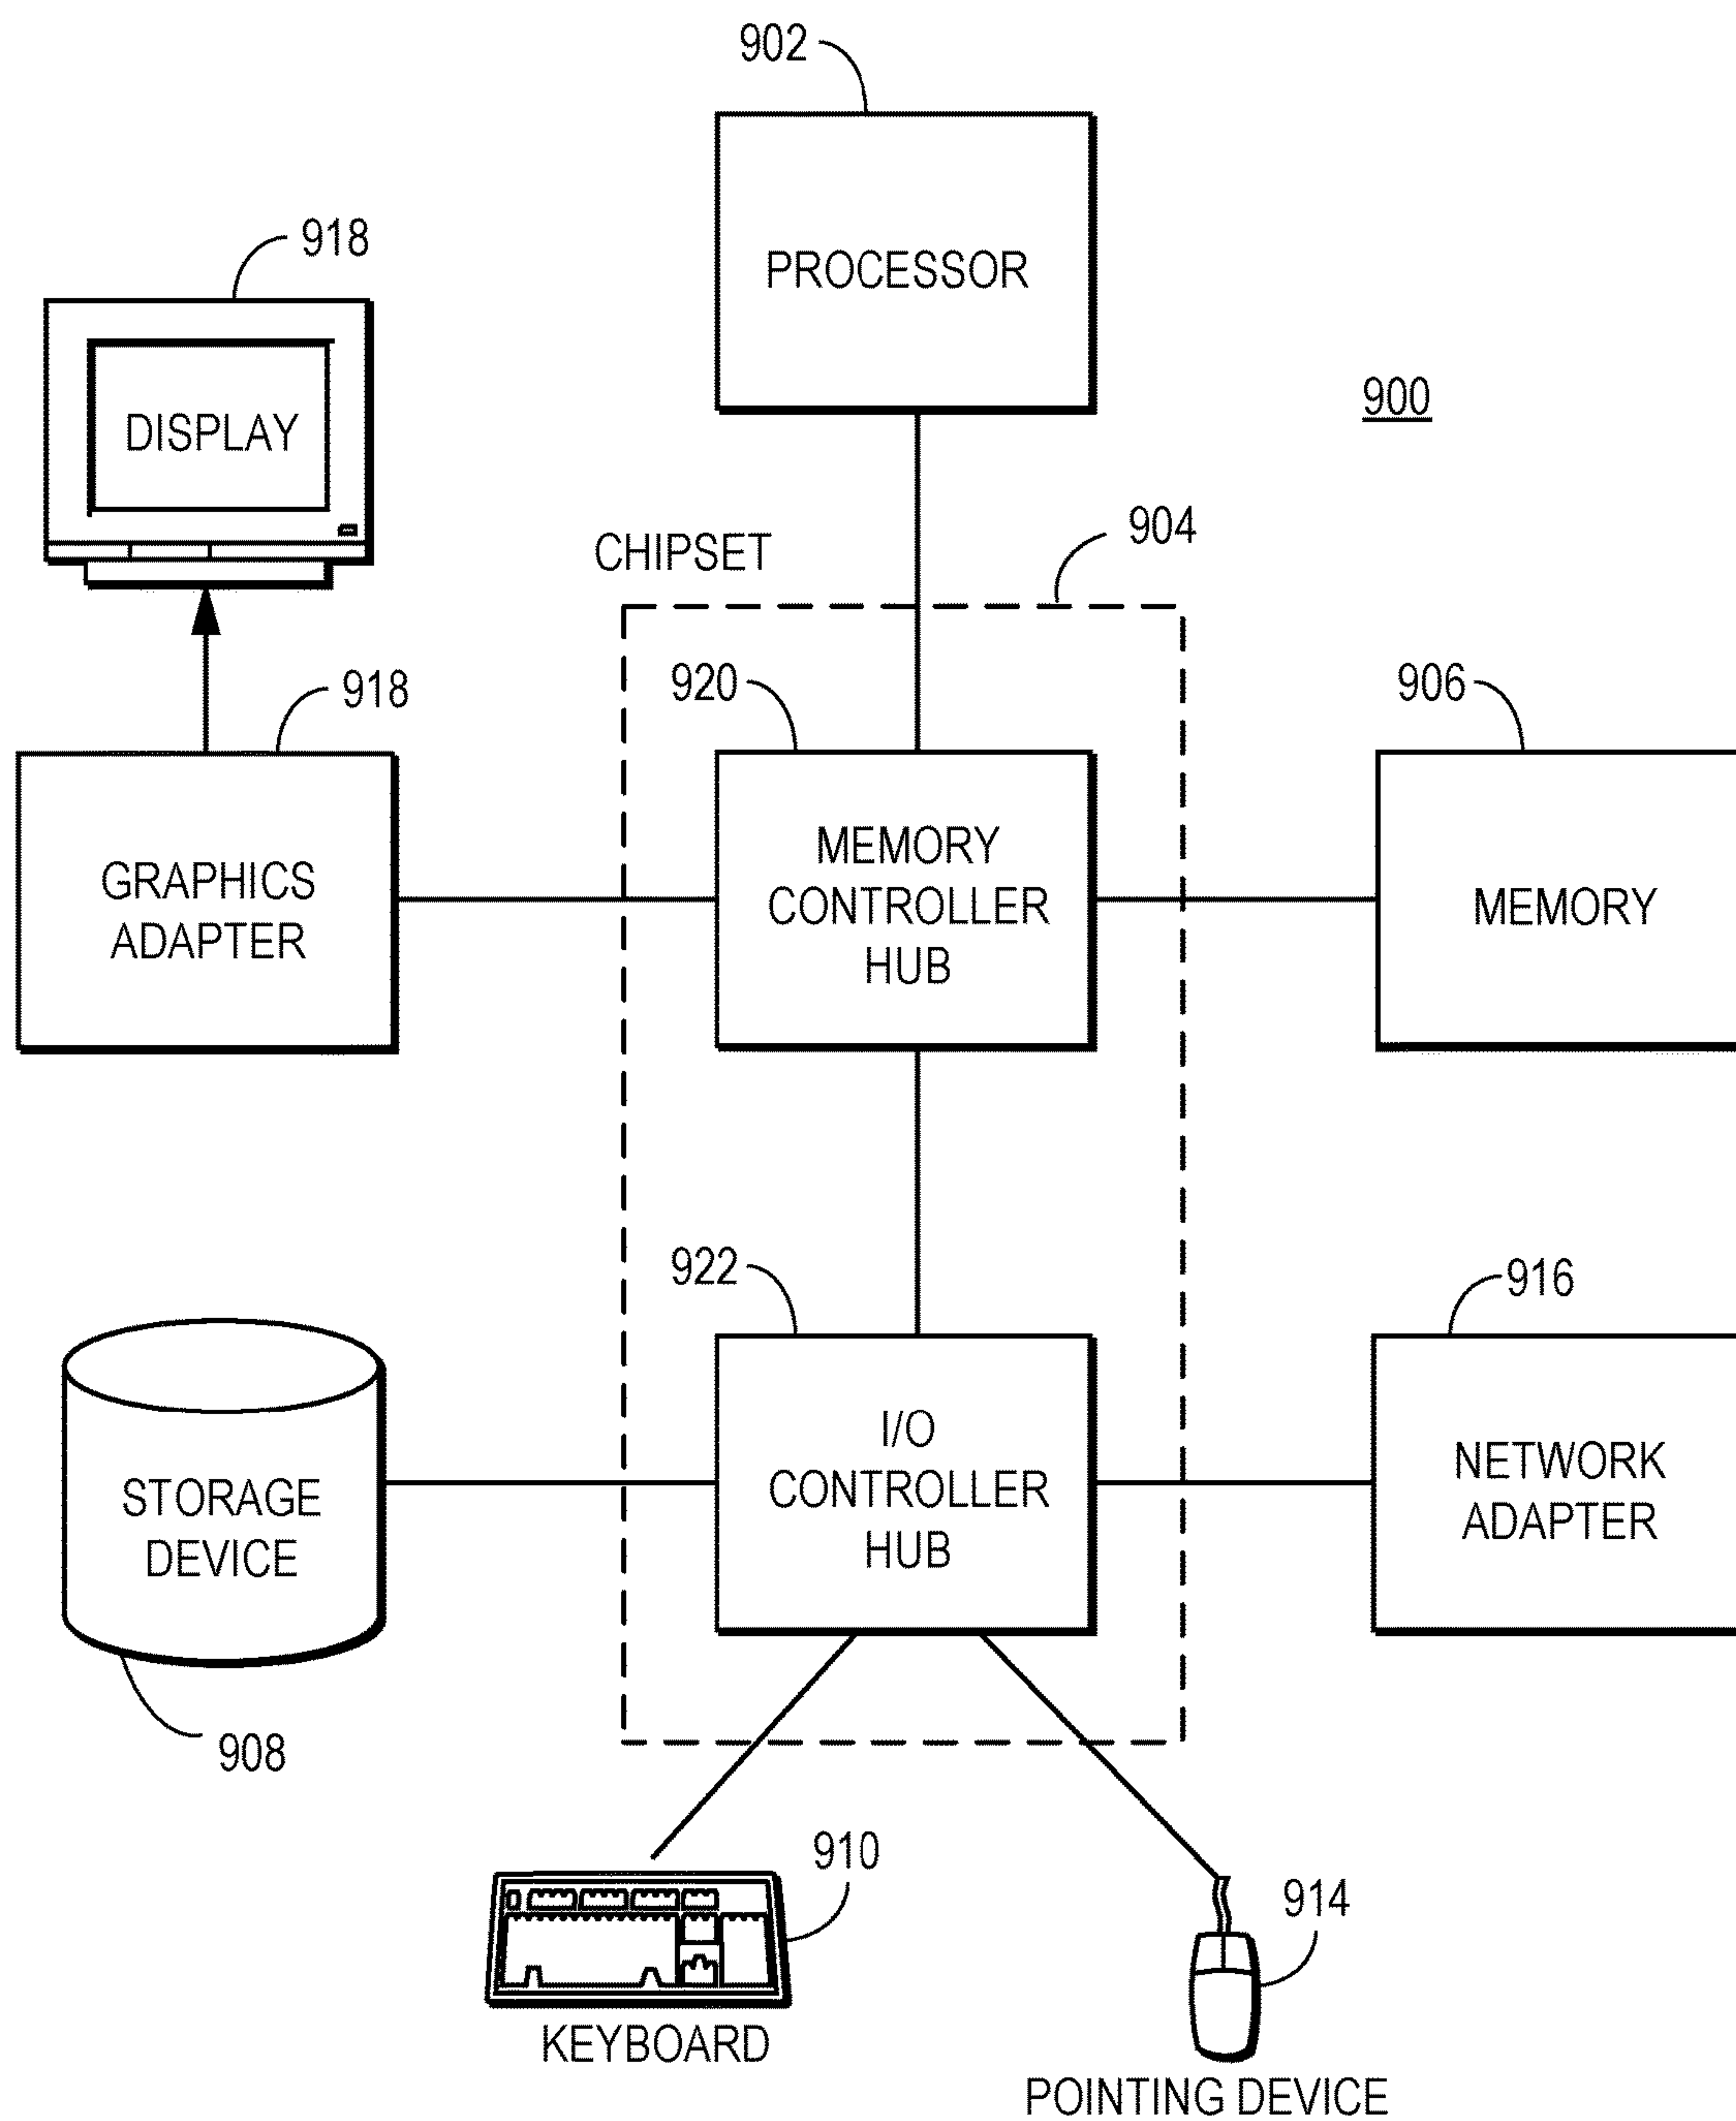 902
PROCESSOR
918
DISPLAY
900
CHIPSET
904
918
GRAPHICS
ADAPTER
920
MEMORY
CONTROLLER
HUB
906
MEMORY
922
I/O
CONTROLLER
HUB
916
NETWORK
ADAPTER
STORAGE
DEVICE
908
910
KEYBOARD
914
POINTING DEVICE